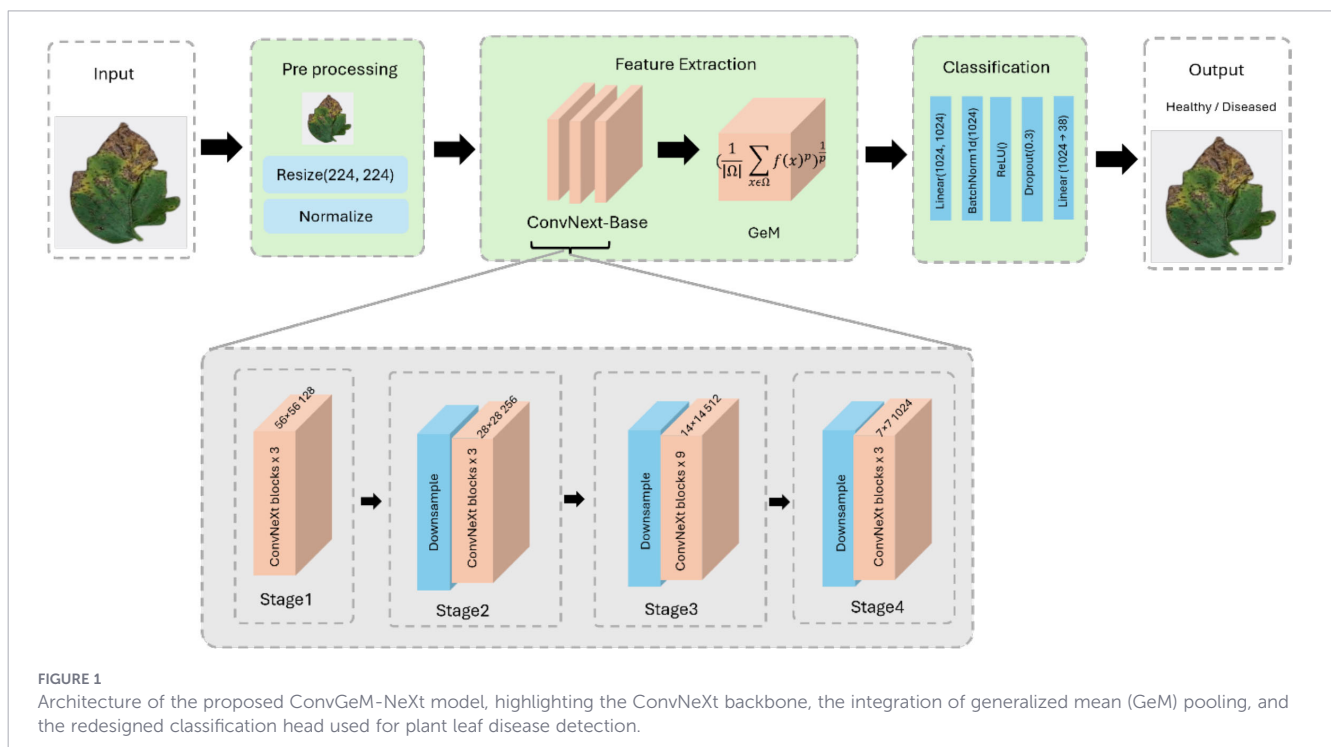 Input
Pre processing
Resize(224, 224)
Normalize
Feature Extraction
ConvNext-Base
(1/|Ω| ∑ x∈Ω f(x)^p)^1/p
GeM
Classification
Linear(1024, 1024)
BatchNorm1d(1024)
ReLU()
Dropout(0.3)
Linear (1024 → 38)
Output
Healthy / Diseased
56×56 128
ConvNeXt blocks x 3
Stage1
Downsample
28×28 256
ConvNeXt blocks x 3
Stage2
Downsample
14×14 512
ConvNeXt blocks x 9
Stage3
Downsample
7×7 1024
ConvNeXt blocks x 3
Stage4
FIGURE 1
Architecture of the proposed ConvGeM-NeXt model, highlighting the ConvNeXt backbone, the integration of generalized mean (GeM) pooling, and
the redesigned classification head used for plant leaf disease detection.